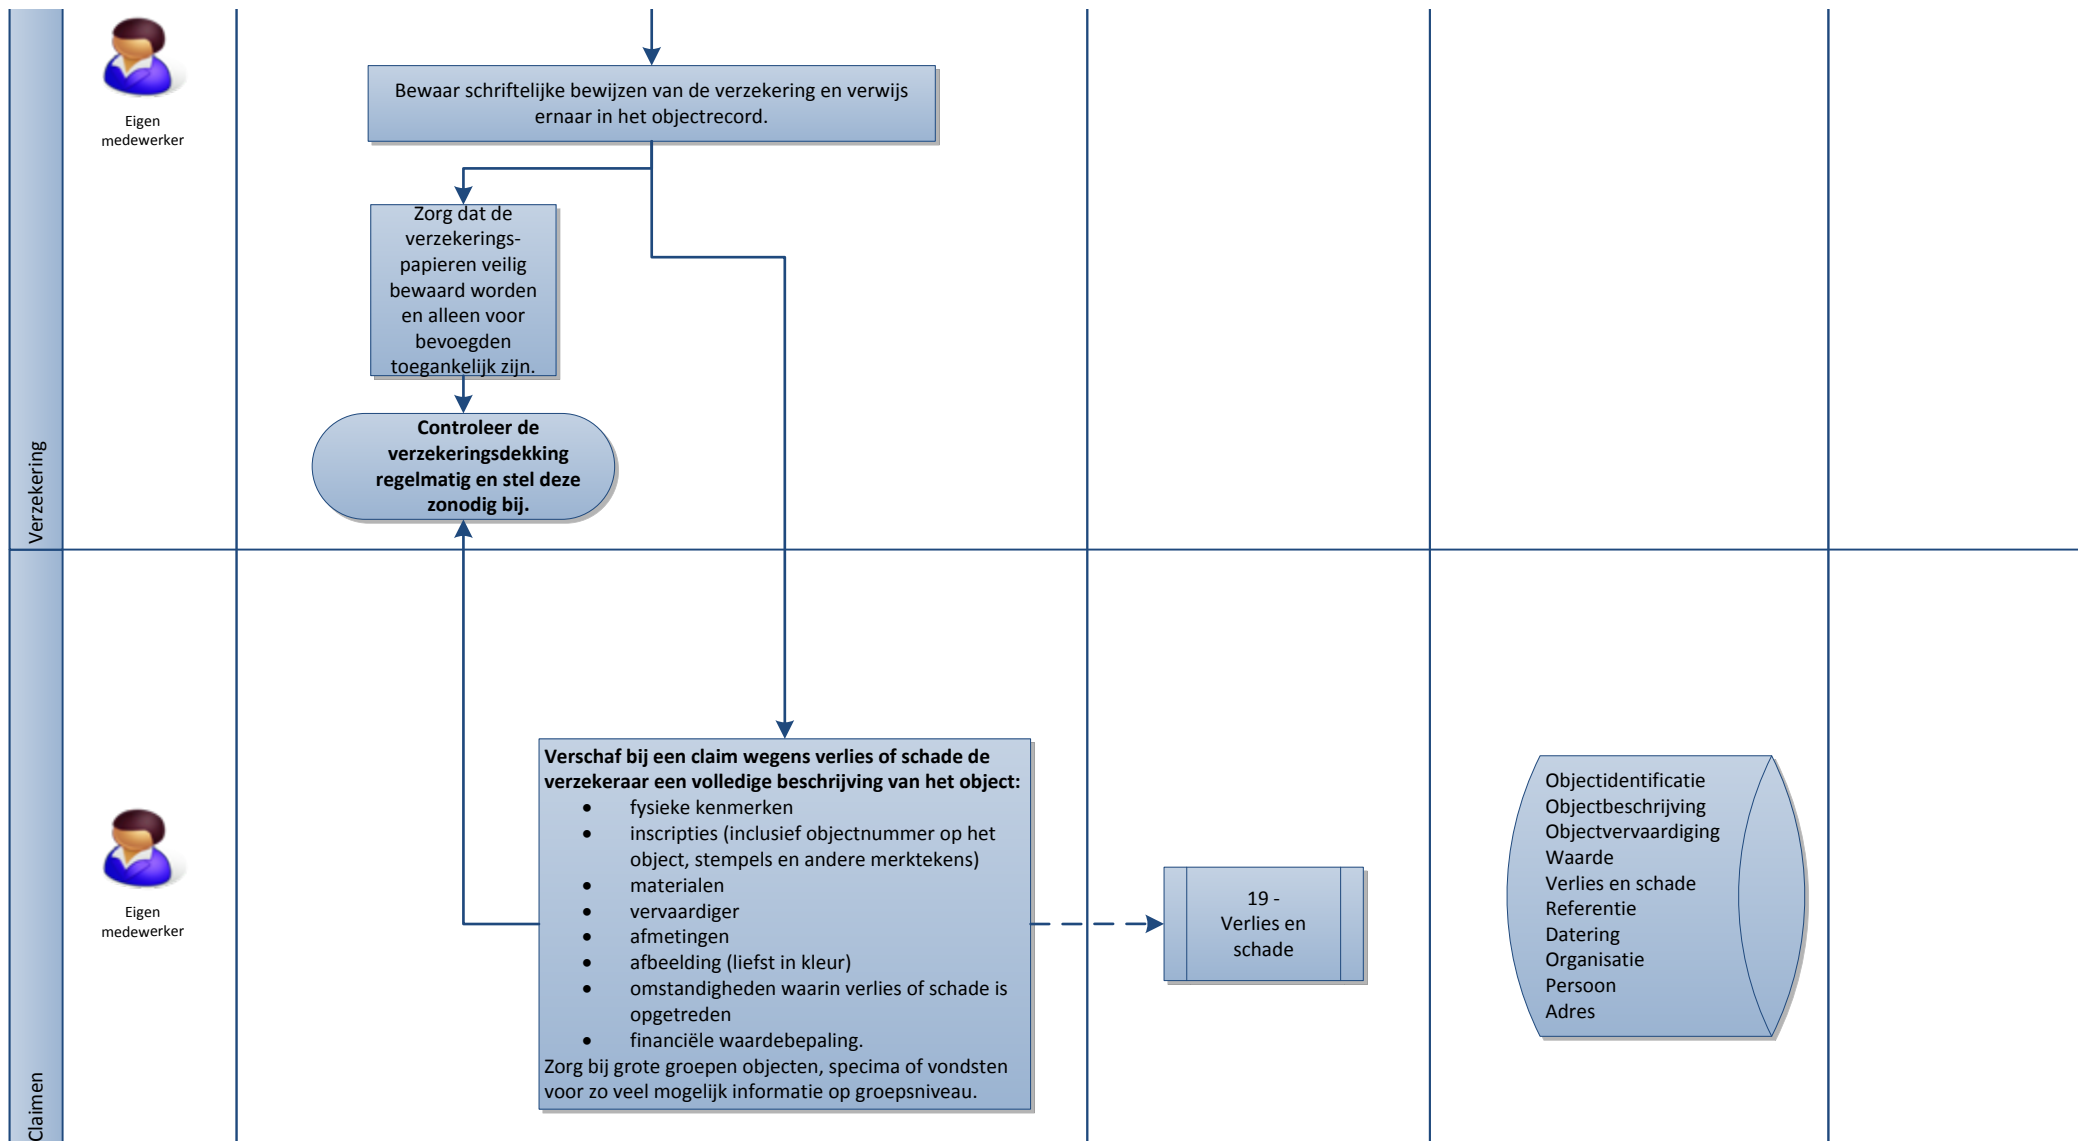 Verzekering
Eigen
medewerker
Bewaar schriftelijke bewijzen van de verzekering en verwijs
ernaar in het objectrecord.
Zorg dat de
verzekerings-
papieren veilig
bewaard worden
en alleen voor
bevoegden
toegankelijk zijn.
Controleer de
verzekeringsdekking
regelmatig en stel deze
zonodig bij.
Claimen
Eigen
medewerker
Verschaf bij een claim wegens verlies of schade de
verzekeraar een volledige beschrijving van het object:
• fysieke kenmerken
• inscripties (inclusief objectnummer op het
object, stempels en andere merktekens)
• materialen
• vervaardiger
• afmetingen
• afbeelding (liefst in kleur)
• omstandigheden waarin verlies of schade is
opgetreden
• financiële waardebepaling.
Zorg bij grote groepen objecten, specima of vondsten
voor zo veel mogelijk informatie op groepsniveau.
19 -
Verlies en
schade
Objectidentificatie
Objectbeschrijving
Objectvervaardiging
Waarde
Verlies en schade
Referentie
Datering
Organisatie
Persoon
Adres